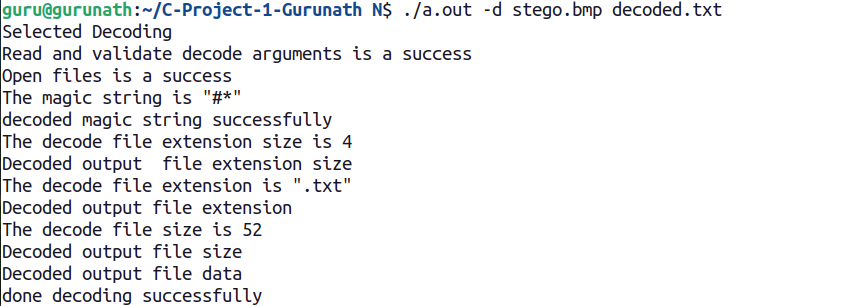 guru@gurunath:~/C-Project-1-Gurunath N$ ./a.out -d stego.bmp decoded.txt
Selected Decoding
Read and validate decode arguments is a success
Open files is a success
The magic string is "#*"
decoded magic string successfully
The decode file extension size is 4
Decoded output  file extension size
The decode file extension is ".txt"
Decoded output file extension
The decode file size is 52
Decoded output file size
Decoded output file data
done decoding successfully